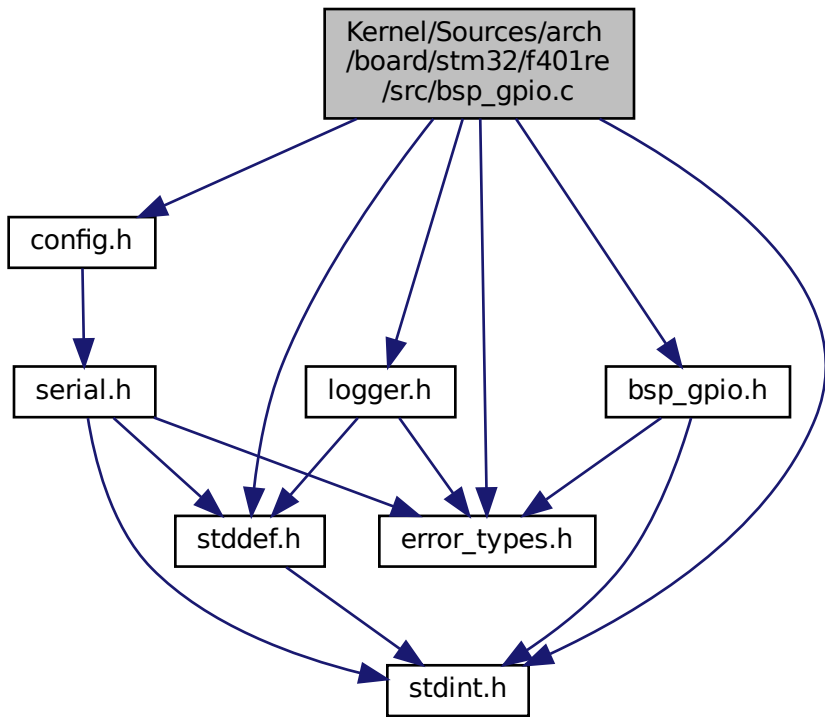 Kernel/Sources/arch
/board/stm32/f401re
/src/bsp_gpio.c
config.h
serial.h
logger.h
bsp_gpio.h
stddef.h
error_types.h
stdint.h